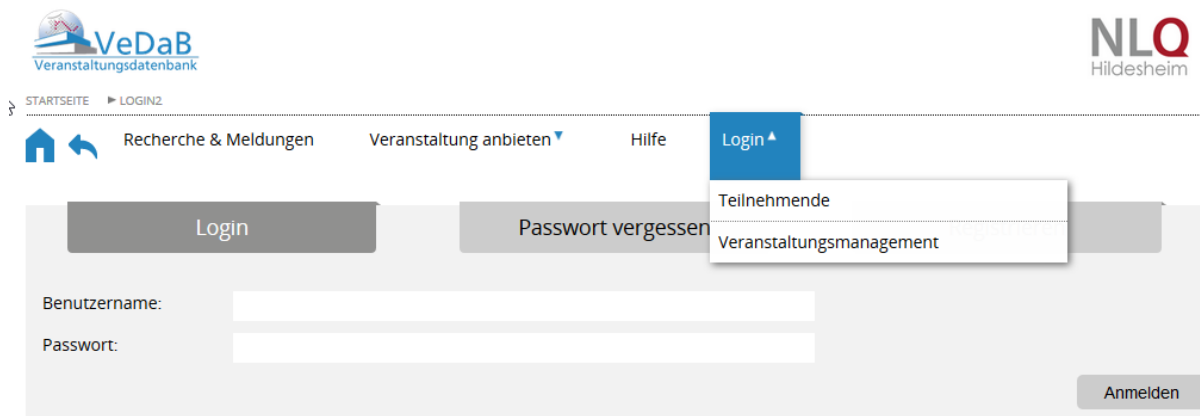 VeDaB
Veranstaltungsdatenbank
NLQ
Hildesheim
STARTSEITE ▶ LOGIN2
Recherche & Meldungen Veranstaltung anbieten ▼ Hilfe Login ▲
Teilnehmende
Veranstaltungsmanagement
Login Passwort vergessen Registrieren
Benutzername:
Passwort:
Anmelden